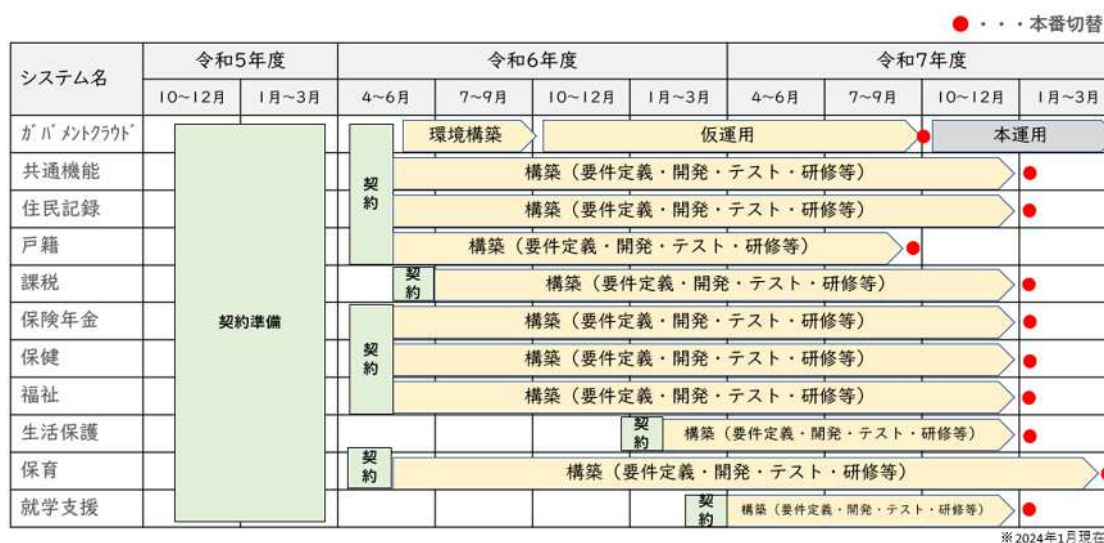 ●・・・本番切替
システム名 令和5年度 令和6年度 令和7年度
10~12月 1月~3月 4~6月 7~9月 10~12月 1月~3月 4~6月 7~9月 10~12月 1月~3月
ガバメントクラウド 環境構築 仮運用 本運用
共通機能 構築(要件定義・開発・テスト・研修等)
契約
住民記録 構築(要件定義・開発・テスト・研修等)
戸籍 構築(要件定義・開発・テスト・研修等)
課税 契約 構築(要件定義・開発・テスト・研修等)
契約準備
保険年金 構築(要件定義・開発・テスト・研修等)
保健 契約 構築(要件定義・開発・テスト・研修等)
福祉 構築(要件定義・開発・テスト・研修等)
生活保護 契約 構築(要件定義・開発・テスト・研修等)
保育 契約 構築(要件定義・開発・テスト・研修等)
就学支援 契約 構築(要件定義・開発・テスト・研修等)
※2024年1月現在